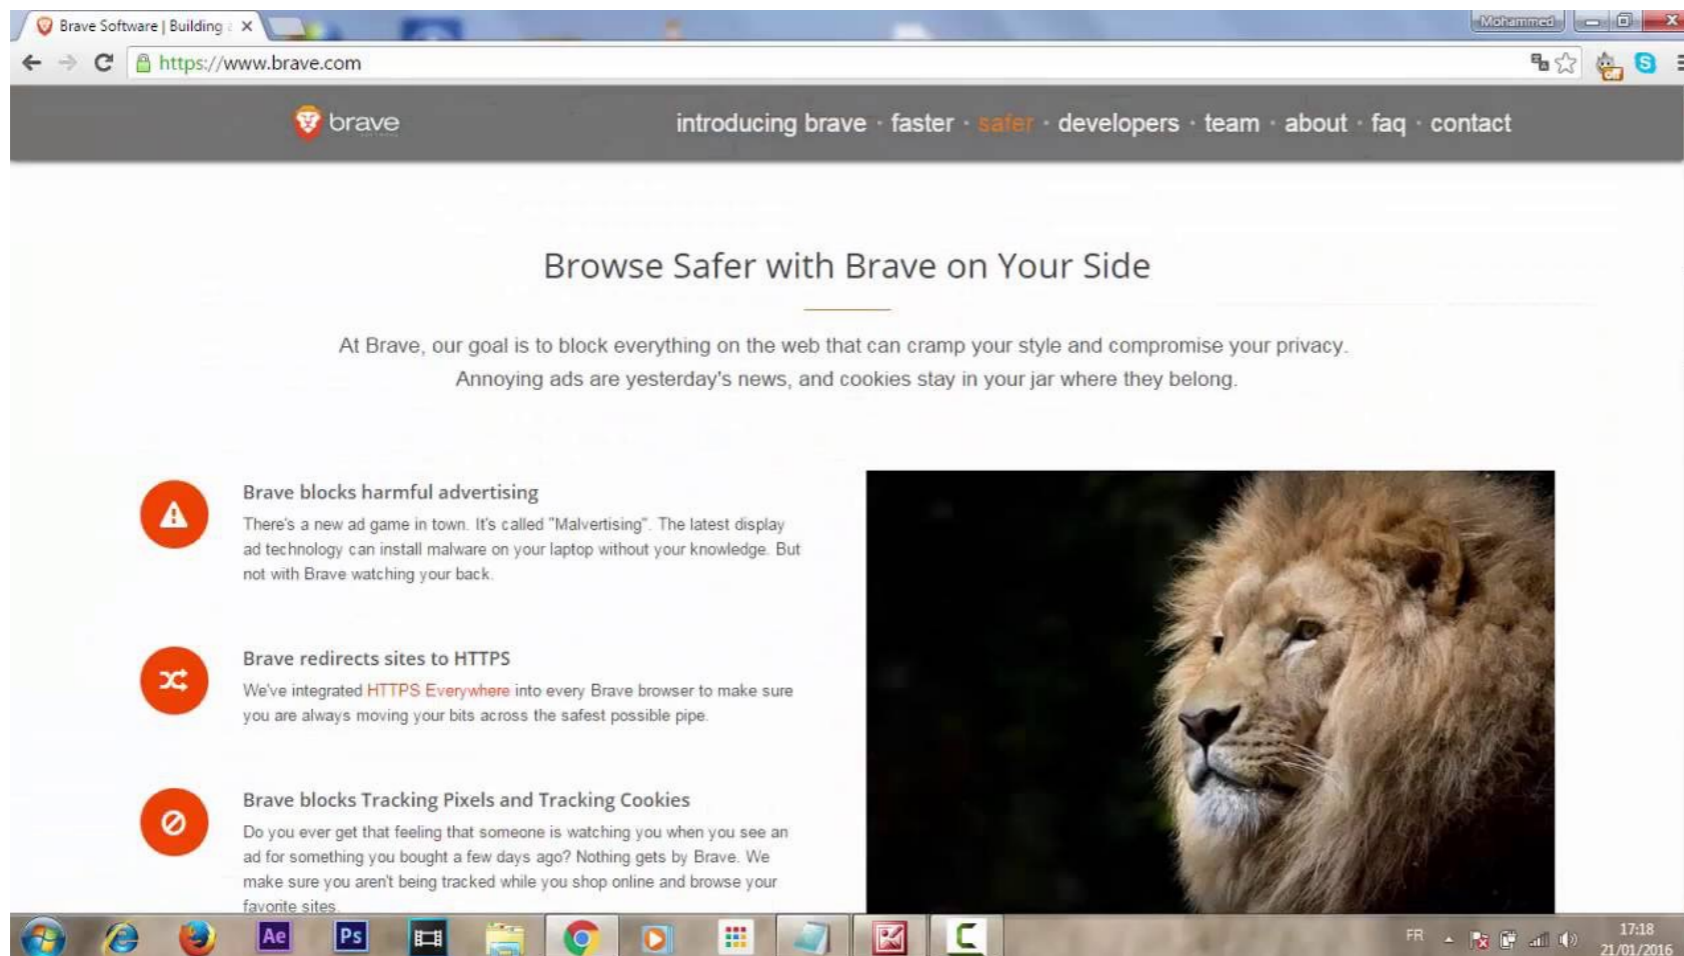 Brave Software | Building
Mohammed
https://www.brave.com
brave
introducing brave · faster · safer · developers · team · about · faq · contact
Browse Safer with Brave on Your Side
At Brave, our goal is to block everything on the web that can cramp your style and compromise your privacy.
Annoying ads are yesterday's news, and cookies stay in your jar where they belong.
Brave blocks harmful advertising
There's a new ad game in town. It's called "Malvertising". The latest display
ad technology can install malware on your laptop without your knowledge. But
not with Brave watching your back.
Brave redirects sites to HTTPS
We've integrated HTTPS Everywhere into every Brave browser to make sure
you are always moving your bits across the safest possible pipe.
Brave blocks Tracking Pixels and Tracking Cookies
Do you ever get that feeling that someone is watching you when you see an
ad for something you bought a few days ago? Nothing gets by Brave. We
make sure you aren't being tracked while you shop online and browse your
favorite sites.
Ae
Ps
FR
17:18
21/01/2016